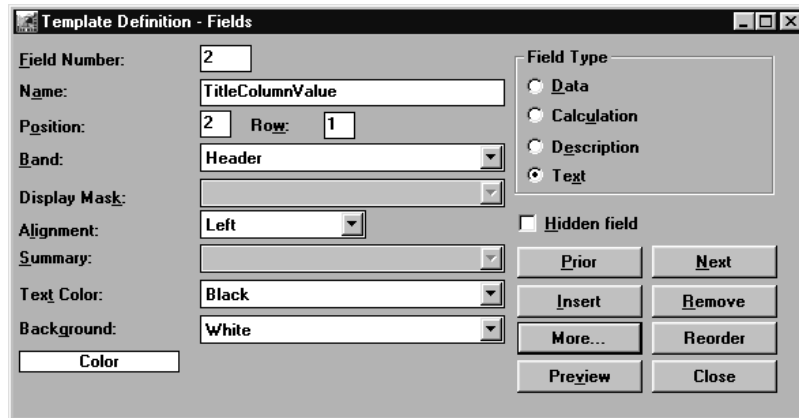 Template Definition - Fields
Field Number: 2
Name: TitleColumnValue
Position: 2 Row: 1
Band: Header
Display Mask:
Alignment: Left
Summary:
Text Color: Black
Background: White
Color
Field Type
Data
Calculation
Description
Text
Hidden field
Prior Next
Insert Remove
More... Reorder
Preview Close